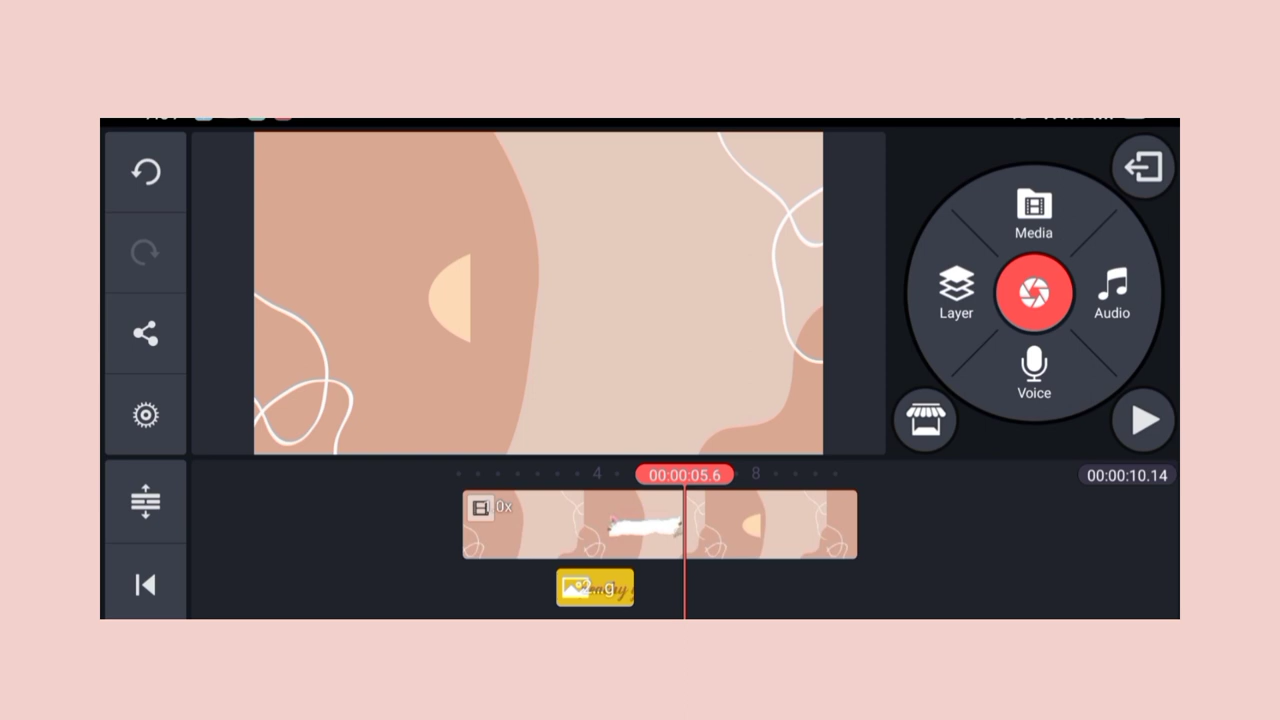 Media
Layer
Audio
Voice
4
00:00:05.6
8
00:00:10.14
0x
g